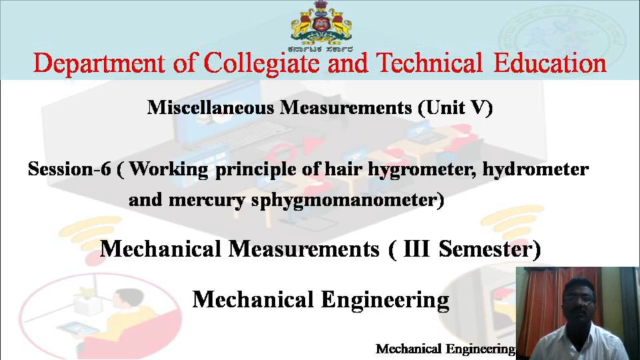 ಕರ್ನಾಟಕ ಸರ್ಕಾರ
Department of Collegiate and Technical Education
Miscellaneous Measurements (Unit V)
Session-6 ( Working principle of hair hygrometer, hydrometer
and mercury sphygmomanometer)
Mechanical Measurements ( III Semester)
Mechanical Engineering
Mechanical Engineering